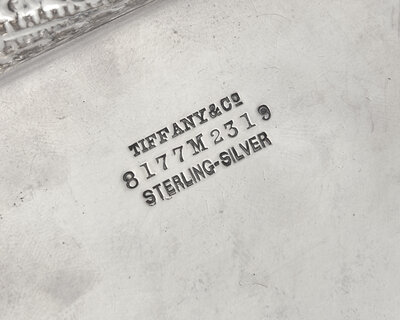 TIFFANY&Co
8177M2319
STERLING-SILVER